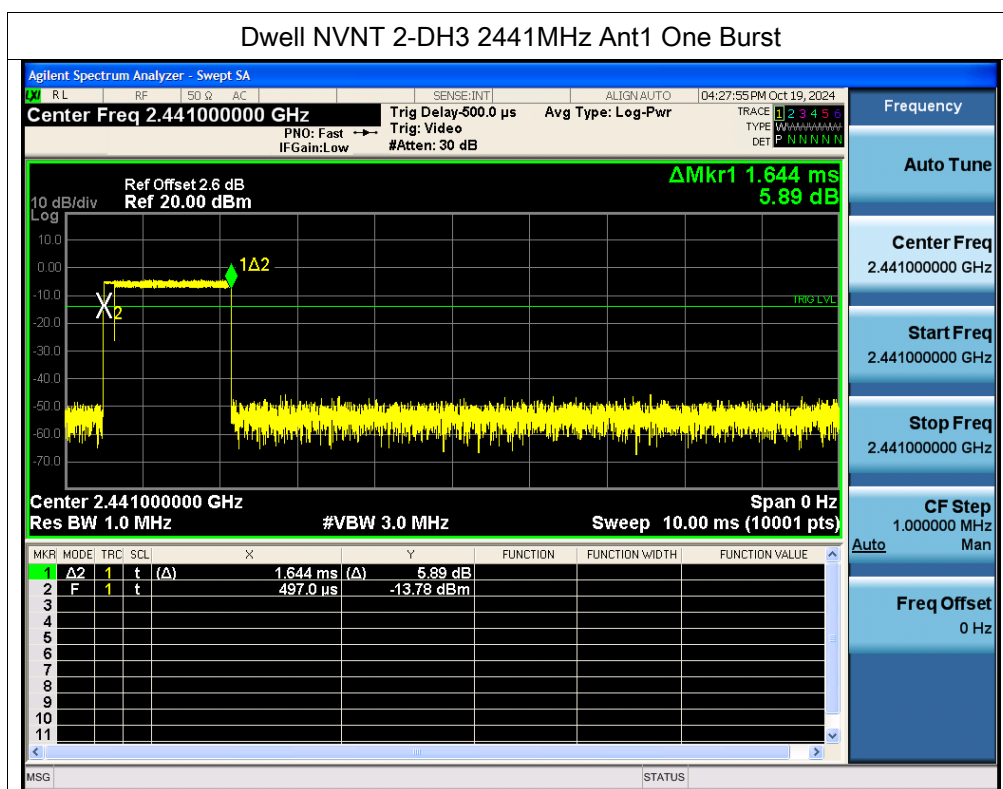 Dwell NVNT 2-DH3 2441MHz Ant1 One Burst
Agilent Spectrum Analyzer - Swept SA
LXI RL RF 50 Ω AC SENSE:INT ALIGN AUTO 04:27:55 PM Oct 19, 2024
Center Freq 2.441000000 GHz Trig Delay-500.0 µs Avg Type: Log-Pwr TRACE 1 2 3 4 5 6
PNO: Fast Trig: Video TYPE WWWWWW
IFGain:Low #Atten: 30 dB DET P N N N N N
Frequency
Auto Tune
Center Freq
2.441000000 GHz
Start Freq
2.441000000 GHz
Stop Freq
2.441000000 GHz
CF Step
1.000000 MHz
Auto Man
Freq Offset
0 Hz
ΔMkr1 1.644 ms
5.89 dB
Ref Offset 2.6 dB
10 dB/div Ref 20.00 dBm
Log
10.0
0.00
-10.0
-20.0
-30.0
-40.0
-50.0
-60.0
-70.0
1Δ2
X2
TRIG LVL
Center 2.441000000 GHz Span 0 Hz
Res BW 1.0 MHz #VBW 3.0 MHz Sweep 10.00 ms (10001 pts)
MKR MODE TRC SCL X Y FUNCTION FUNCTION WIDTH FUNCTION VALUE
1 Δ2 1 t (Δ) 1.644 ms (Δ) 5.89 dB
2 F 1 t 497.0 µs -13.78 dBm
3
4
5
6
7
8
9
10
11
MSG STATUS